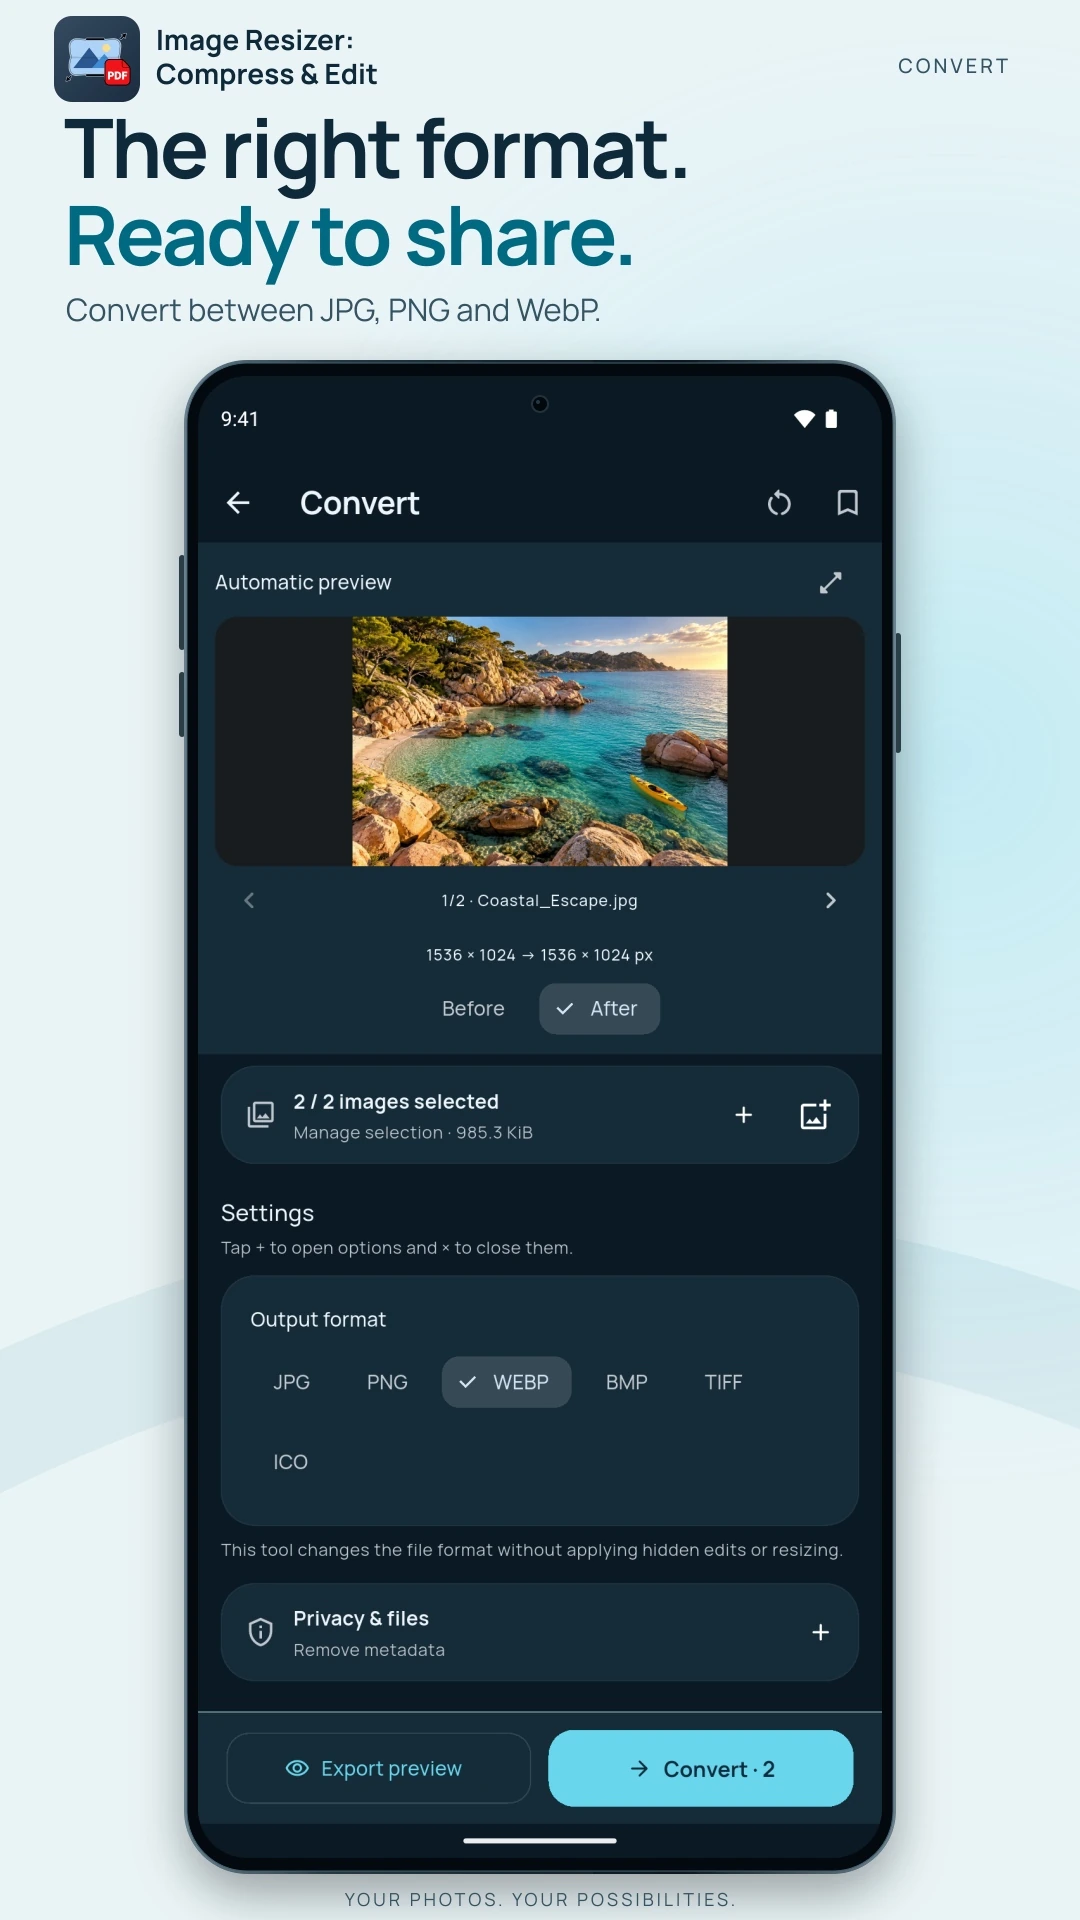 PDF
Image Resizer:
Compress & Edit
CONVERT
The right format.
Ready to share.
Convert between JPG, PNG and WebP.
9:41
Convert
Automatic preview
1/2 · Coastal_Escape.jpg
1536 × 1024 → 1536 × 1024 px
Before
After
2 / 2 images selected
Manage selection · 985.3 KiB
Settings
Tap + to open options and × to close them.
Output format
JPG PNG WEBP BMP TIFF
ICO
This tool changes the file format without applying hidden edits or resizing.
Privacy & files
Remove metadata
Export preview
Convert · 2
YOUR PHOTOS. YOUR POSSIBILITIES.